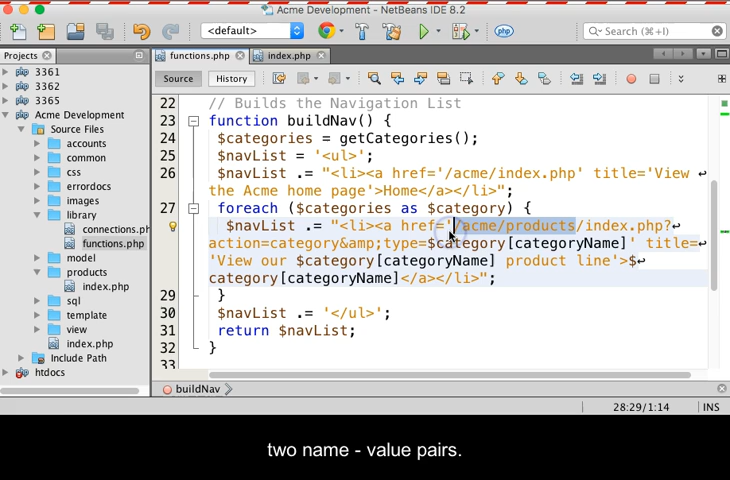 Acme Development - NetBeans IDE 8.2
<default>
php
Search (⌘+I)
Projects
functions.php
index.php
Source
History
3361
3362
3365
Acme Development
Source Files
accounts
common
css
errordocs
images
library
connections.ph
functions.php
model
products
index.php
sql
template
view
index.php
Include Path
htdocs
22 // Builds the Navigation List
23 function buildNav() {
24 $categories = getCategories();
25 $navList = '<ul>';
26 $navList .= "<li><a href='/acme/index.php' title='View ↩
the Acme home page'>Home</a></li>";
27 foreach ($categories as $category) {
$navList .= "<li><a href='/acme/products/index.php?↩
action=category&amp;type=$category[categoryName]' title=↩
'View our $category[categoryName] product line'>$↩
category[categoryName]</a></li>";
29 }
30 $navList .= '</ul>';
31 return $navList;
32 }
33
buildNav
28:29/1:14 INS
two name - value pairs.